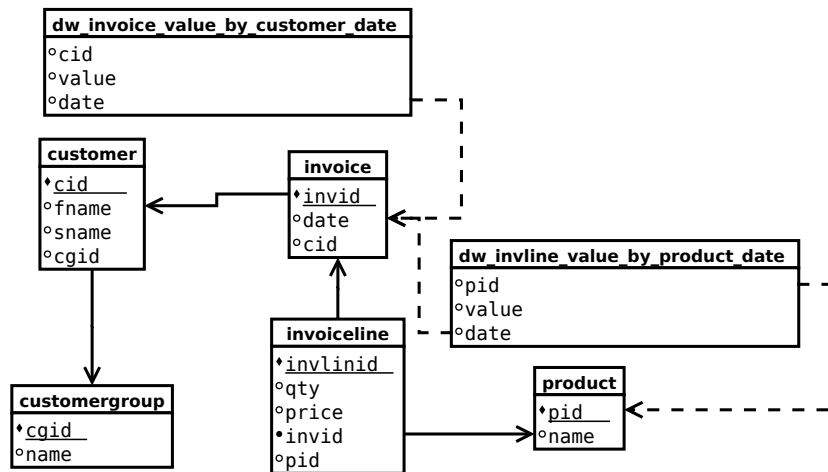 dw_invoice_value_by_customer_date
cid
value
date
customer
cid
fname
sname
cgid
invoice
invid
date
cid
dw_invline_value_by_product_date
pid
value
date
invoiceline
invlinid
qty
price
invid
pid
product
pid
name
customergroup
cgid
name